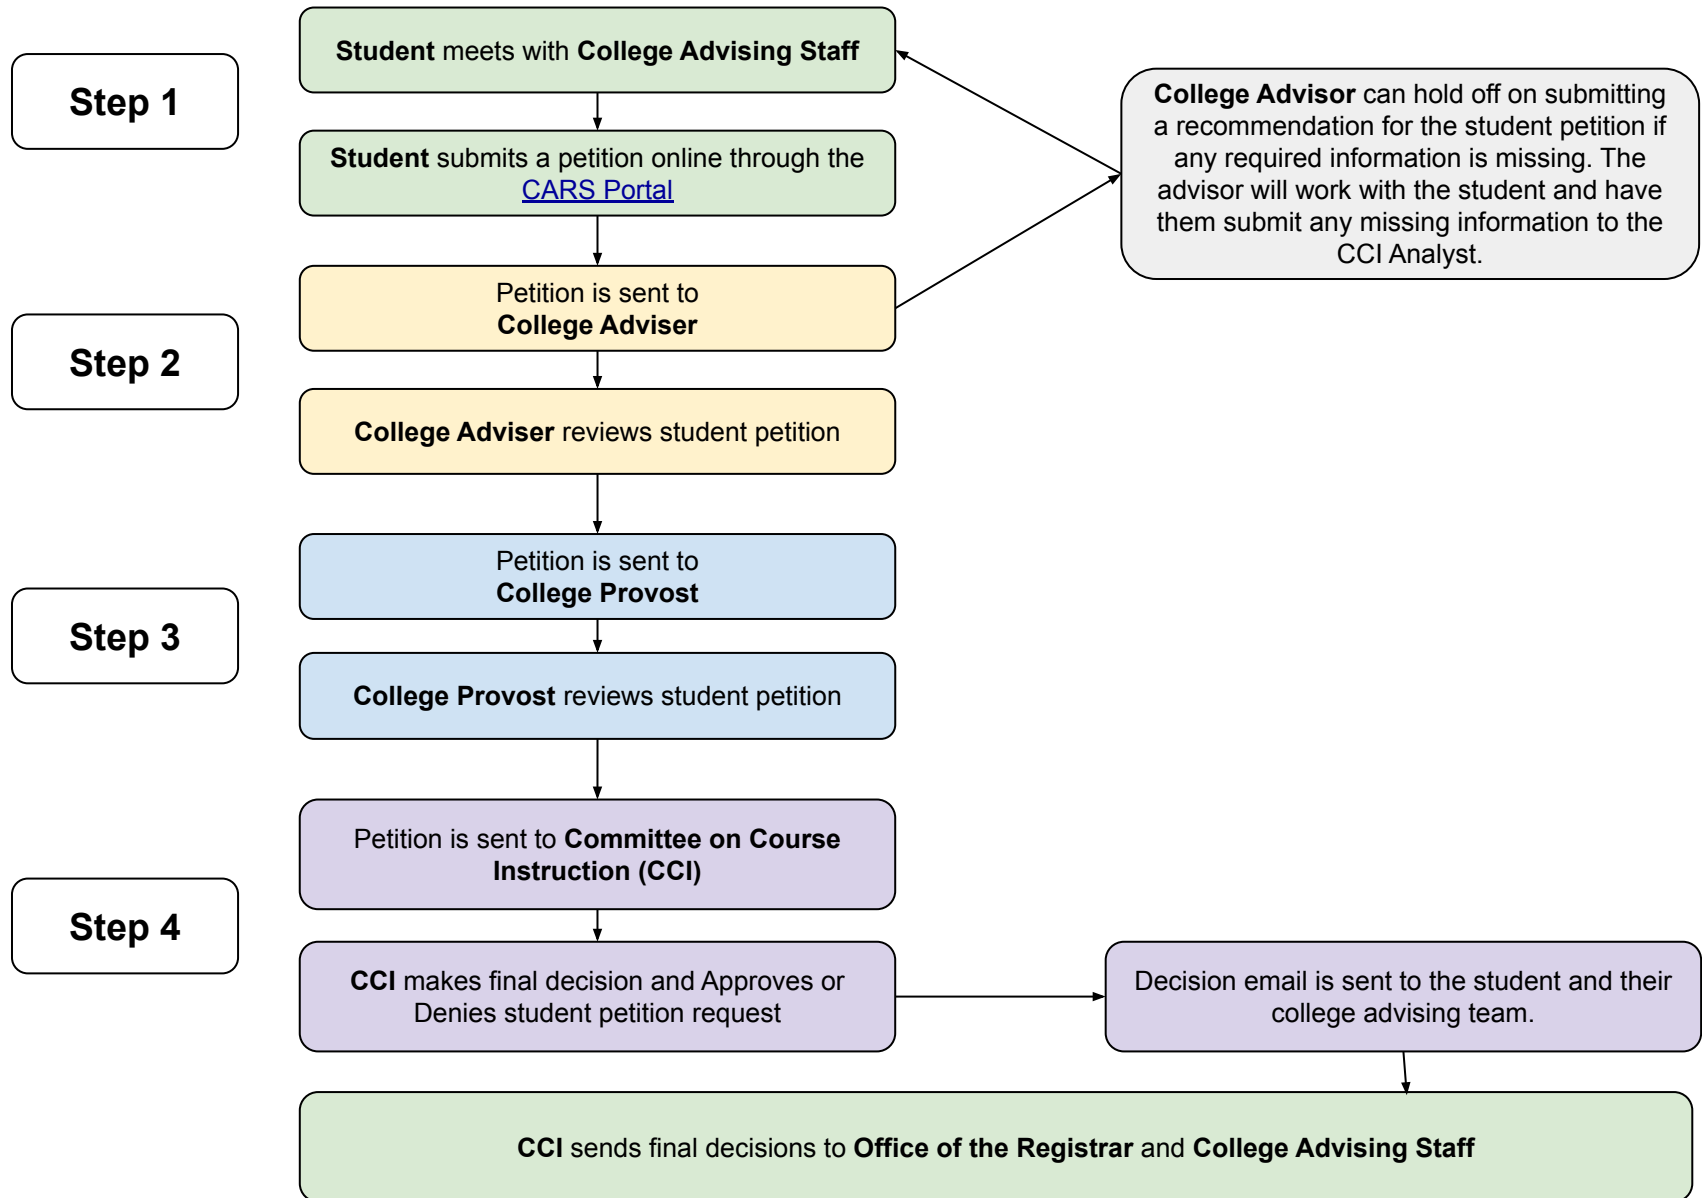 Step 1
Student meets with College Advising Staff
Student submits a petition online through the
CARS Portal
College Advisor can hold off on submitting
a recommendation for the student petition if
any required information is missing. The
advisor will work with the student and have
them submit any missing information to the
CCI Analyst.
Step 2
Petition is sent to
College Adviser
College Adviser reviews student petition
Step 3
Petition is sent to
College Provost
College Provost reviews student petition
Step 4
Petition is sent to Committee on Course
Instruction (CCI)
CCI makes final decision and Approves or
Denies student petition request
Decision email is sent to the student and their
college advising team.
CCI sends final decisions to Office of the Registrar and College Advising Staff